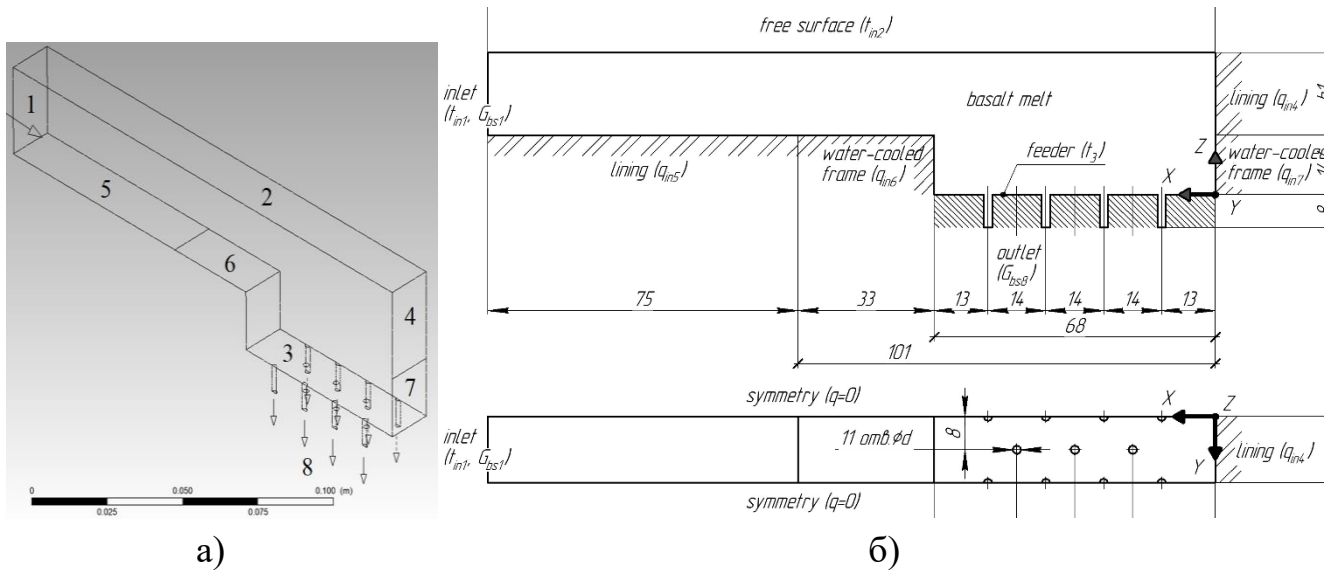 1
2
3
4
5
6
7
8
0
0.050
0.100 (m)
0.025
0.075
а)
free surface (t_in2)
inlet
(t_in1, G_bs1)
basalt melt
lining (q_in4)
lining (q_in5)
water-cooled
frame (q_in6)
feeder (t_3)
Z
X
Y
water-cooled
frame (q_in7)
outlet
(G_bs8)
75
33
13
14
14
14
13
68
101
symmetry (q=0)
inlet
(t_in1, G_bs1)
8
11 отв.φd
X
Z
Y
lining (q_in4)
symmetry (q=0)
б)